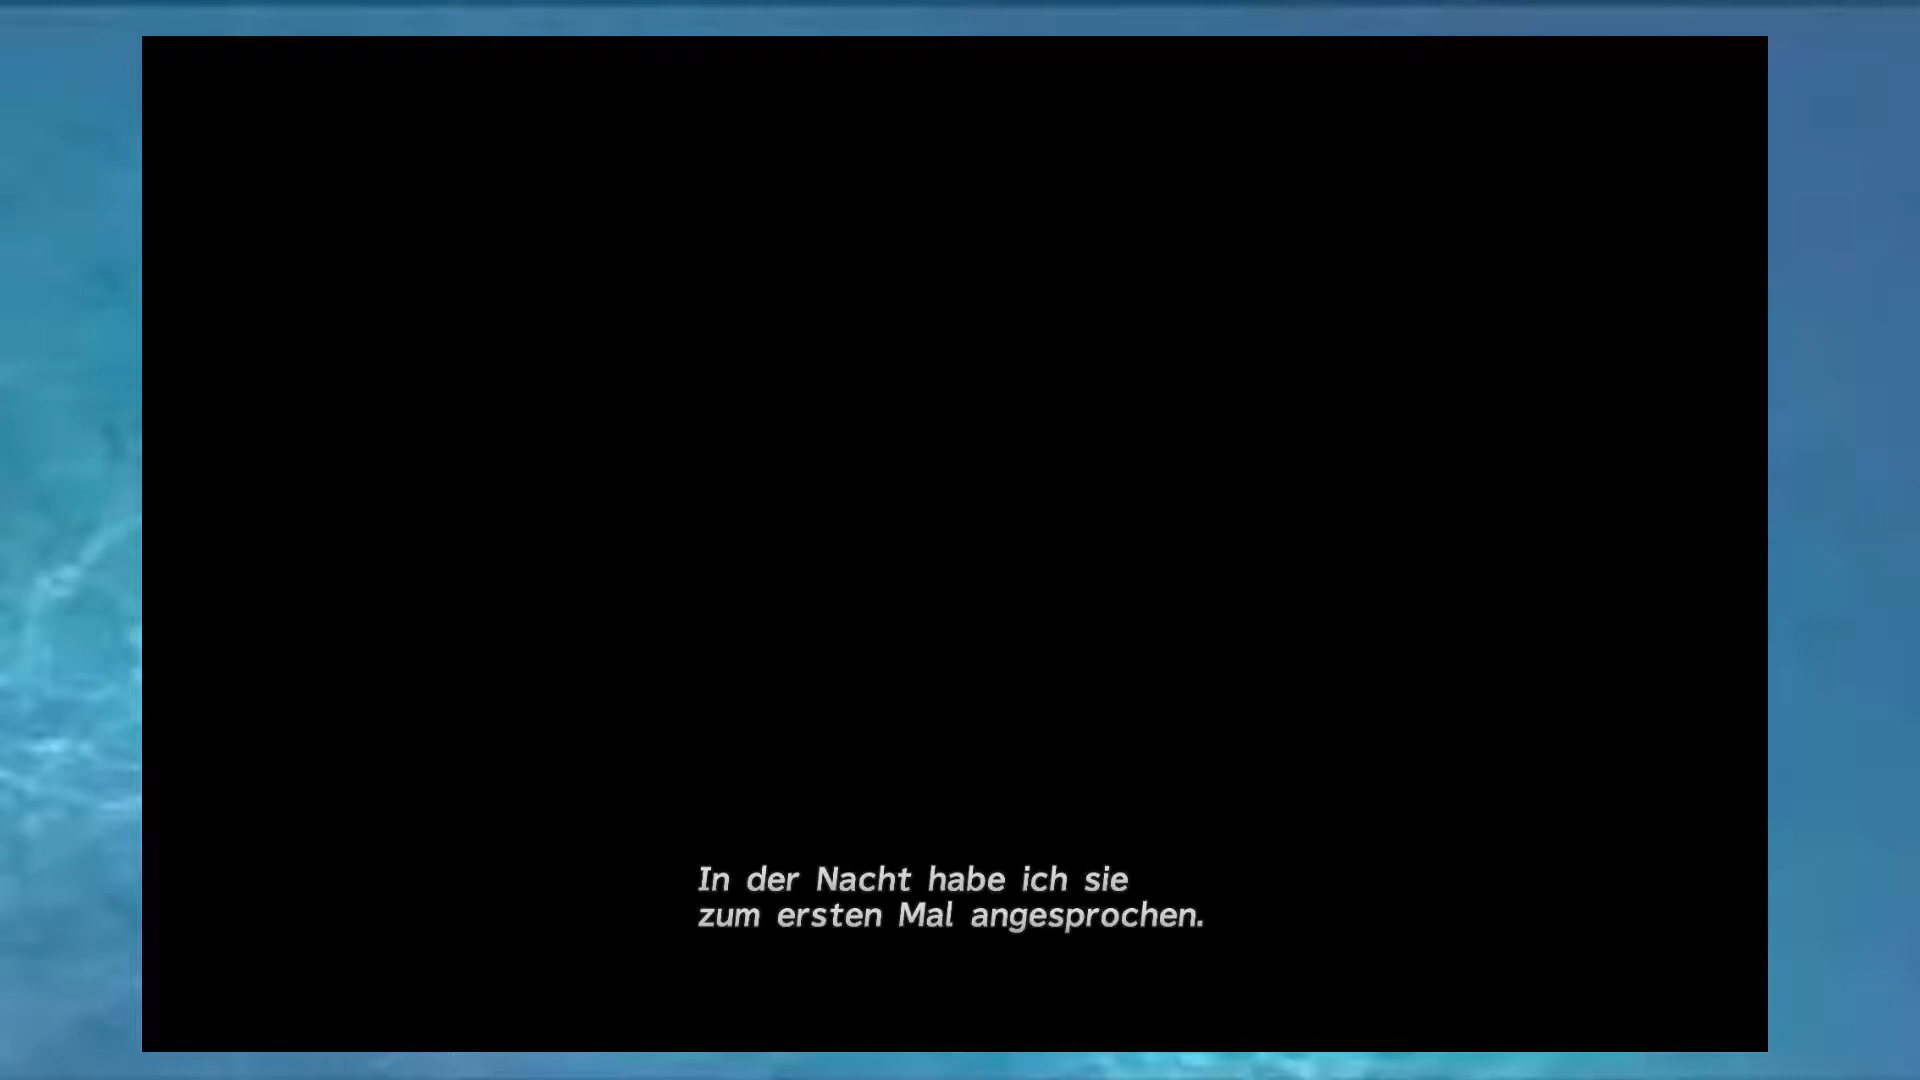 In der Nacht habe ich sie
zum ersten Mal angesprochen.